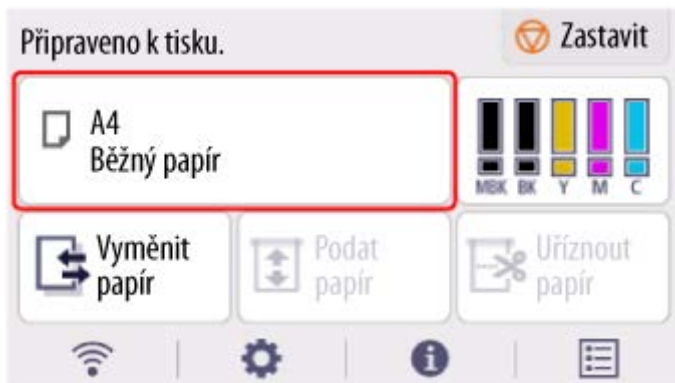 Připraveno k tisku.
Zastavit
A4
Běžný papír
MBK BK Y M C
Vyměnit
papír
Podat
papír
Uříznout
papír